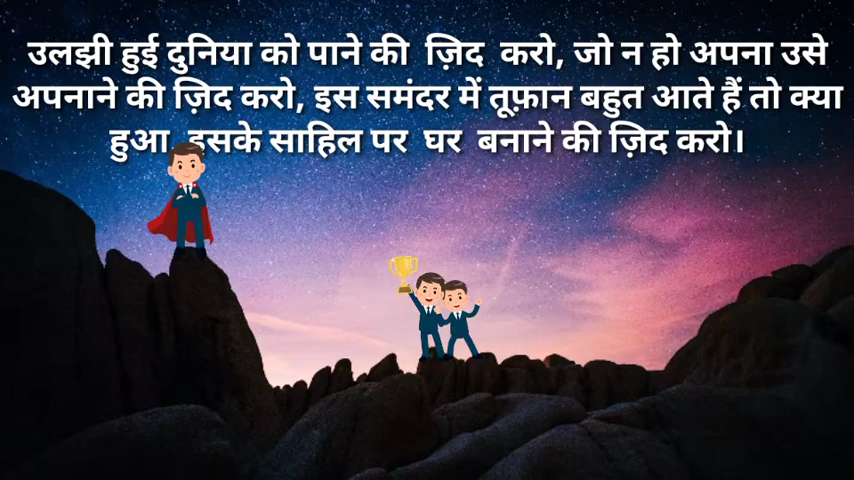 उलझी हुई दुनिया को पाने की ज़िद करो, जो न हो अपना उसे
अपनाने की ज़िद करो, इस समंदर में तूफ़ान बहुत आते हैं तो क्या
हुआ इसके साहिल पर घर बनाने की ज़िद करो।